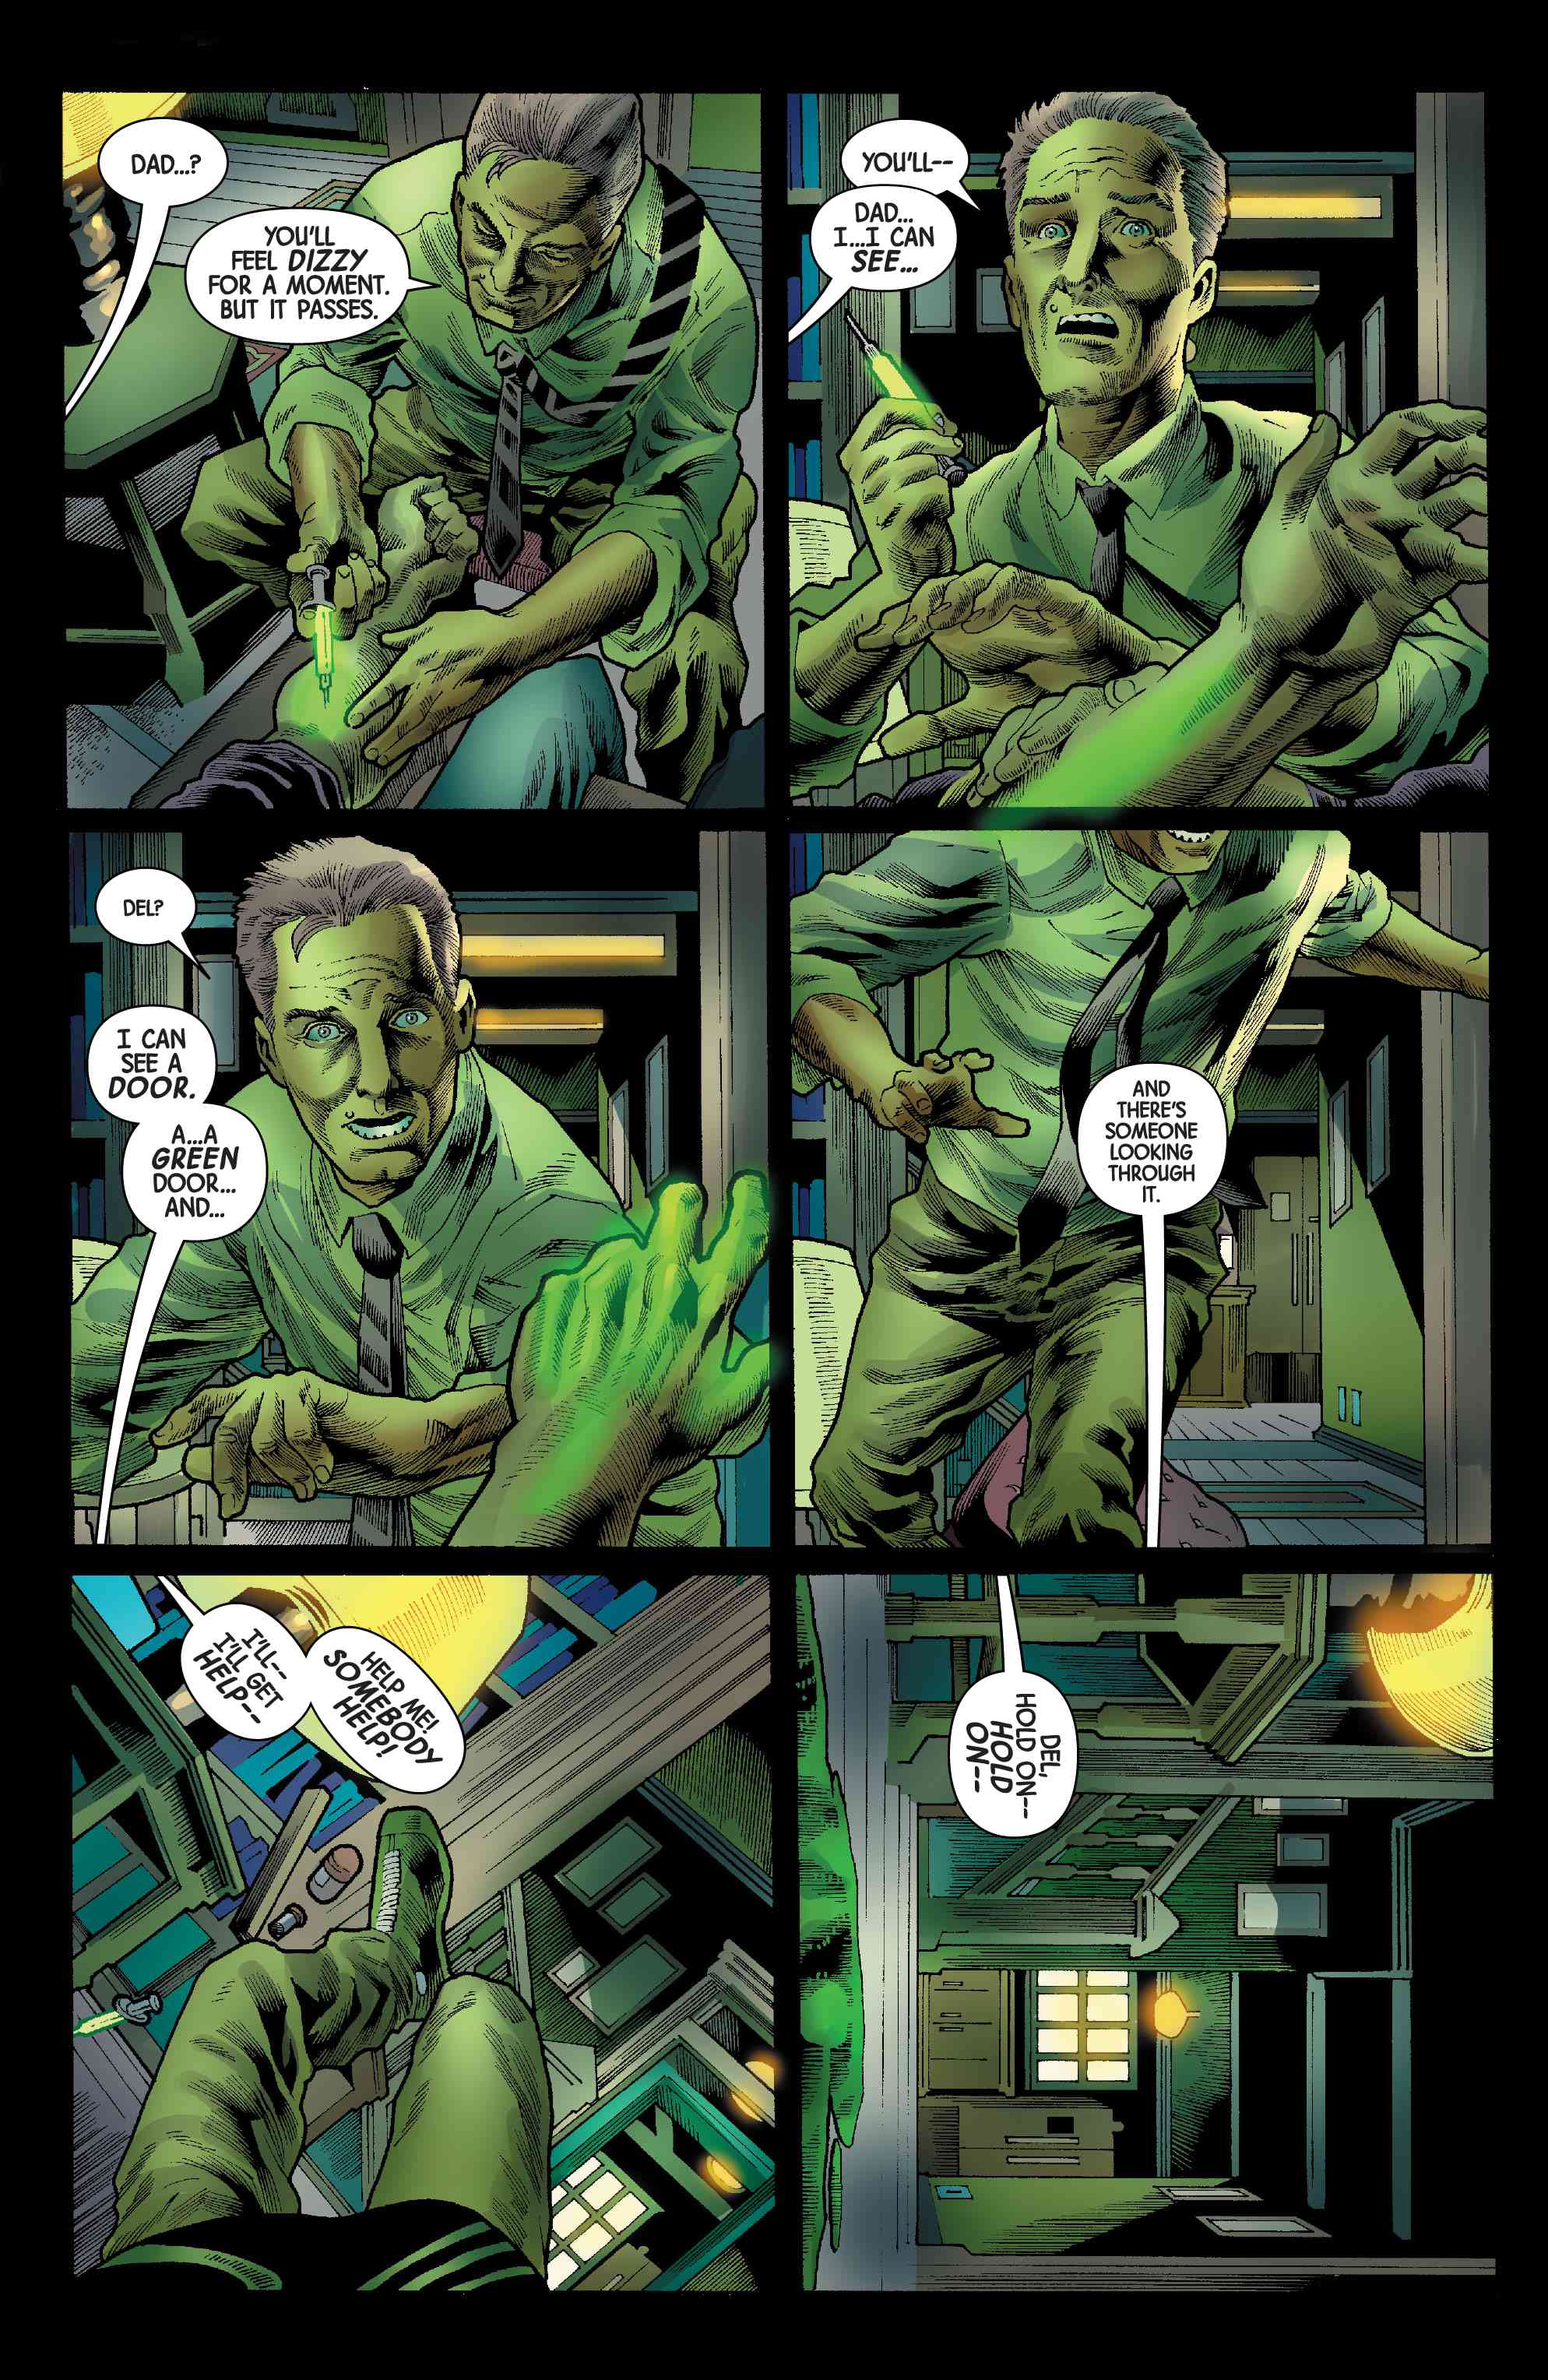 DAD...?
YOU'LL
FEEL DIZZY
FOR A MOMENT.
BUT IT PASSES.
YOU'LL--
DAD...
I...I CAN
SEE...
DEL?
I CAN
SEE A
DOOR.
A...A
GREEN
DOOR...
AND...
AND
THERE'S
SOMEONE
LOOKING
THROUGH
IT.
I'LL--
I'LL GET
HELP--
HELP ME!
SOMEBODY
HELP!
DEL,
HOLD ON--
HOLD
ON--